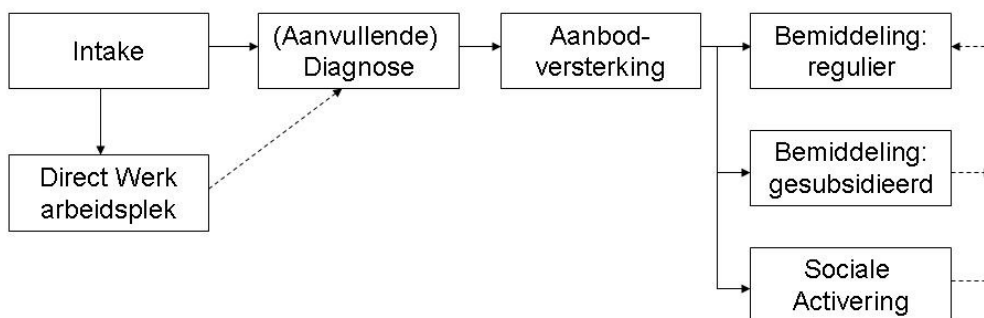 Intake
(Aanvullende)
Diagnose
Aanbod-
versterking
Bemiddeling:
regulier
Direct Werk
arbeidsplek
Bemiddeling:
gesubsidieerd
Sociale
Activering